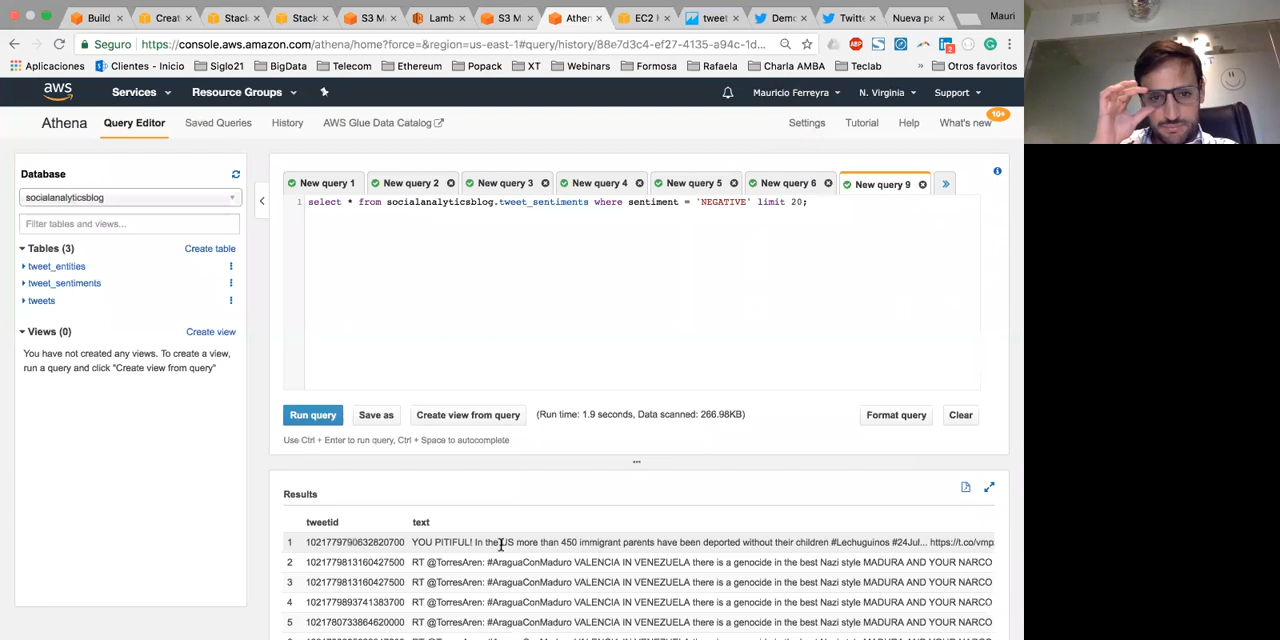 Build
Creat
Stack
Stack
S3 M
Lamb
S3 M
Athen
EC2
tweet
Demo
Twitte
Nueva pe
Mauri
Seguro https://console.aws.amazon.com/athena/home?force=&region=us-east-1#query/history/88e7d3c4-ef27-4135-a94c-1d...
ABP
2
Aplicaciones Clientes - Inicio Siglo21 BigData Telecom Ethereum Popack XT Webinars Formosa Rafaela Charla AMBA Teclab » Otros favoritos
aws Services Resource Groups Mauricio Ferreyra N. Virginia Support
Athena Query Editor Saved Queries History AWS Glue Data Catalog Settings Tutorial Help What's new 10+
Database
socialanalyticsblog
Filter tables and views...
Tables (3) Create table
tweet_entities
tweet_sentiments
tweets
Views (0) Create view
You have not created any views. To create a view,
run a query and click "Create view from query"
New query 1 New query 2 New query 3 New query 4 New query 5 New query 6 New query 9 »
1 select * from socialanalyticsblog.tweet_sentiments where sentiment = 'NEGATIVE' limit 20;
Run query Save as Create view from query (Run time: 1.9 seconds, Data scanned: 266.98KB) Format query Clear
Use Ctrl + Enter to run query, Ctrl + Space to autocomplete
Results
tweetid text
1 1021779790632820700 YOU PITIFUL! In the US more than 450 immigrant parents have been deported without their children #Lechuguinos #24Jul... https://t.co/vmp
2 1021779813160427500 RT @TorresAren: #AraguaConMaduro VALENCIA IN VENEZUELA there is a genocide in the best Nazi style MADURA AND YOUR NARCO
3 1021779813160427500 RT @TorresAren: #AraguaConMaduro VALENCIA IN VENEZUELA there is a genocide in the best Nazi style MADURA AND YOUR NARCO
4 1021779893741383700 RT @TorresAren: #AraguaConMaduro VALENCIA IN VENEZUELA there is a genocide in the best Nazi style MADURA AND YOUR NARCO
5 1021780733864620000 RT @TorresAren: #AraguaConMaduro VALENCIA IN VENEZUELA there is a genocide in the best Nazi style MADURA AND YOUR NARCO